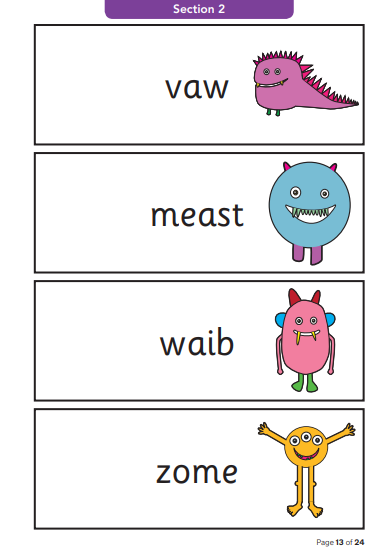 Section 2
vaw
meast
waib
zome
Page 13 of 24